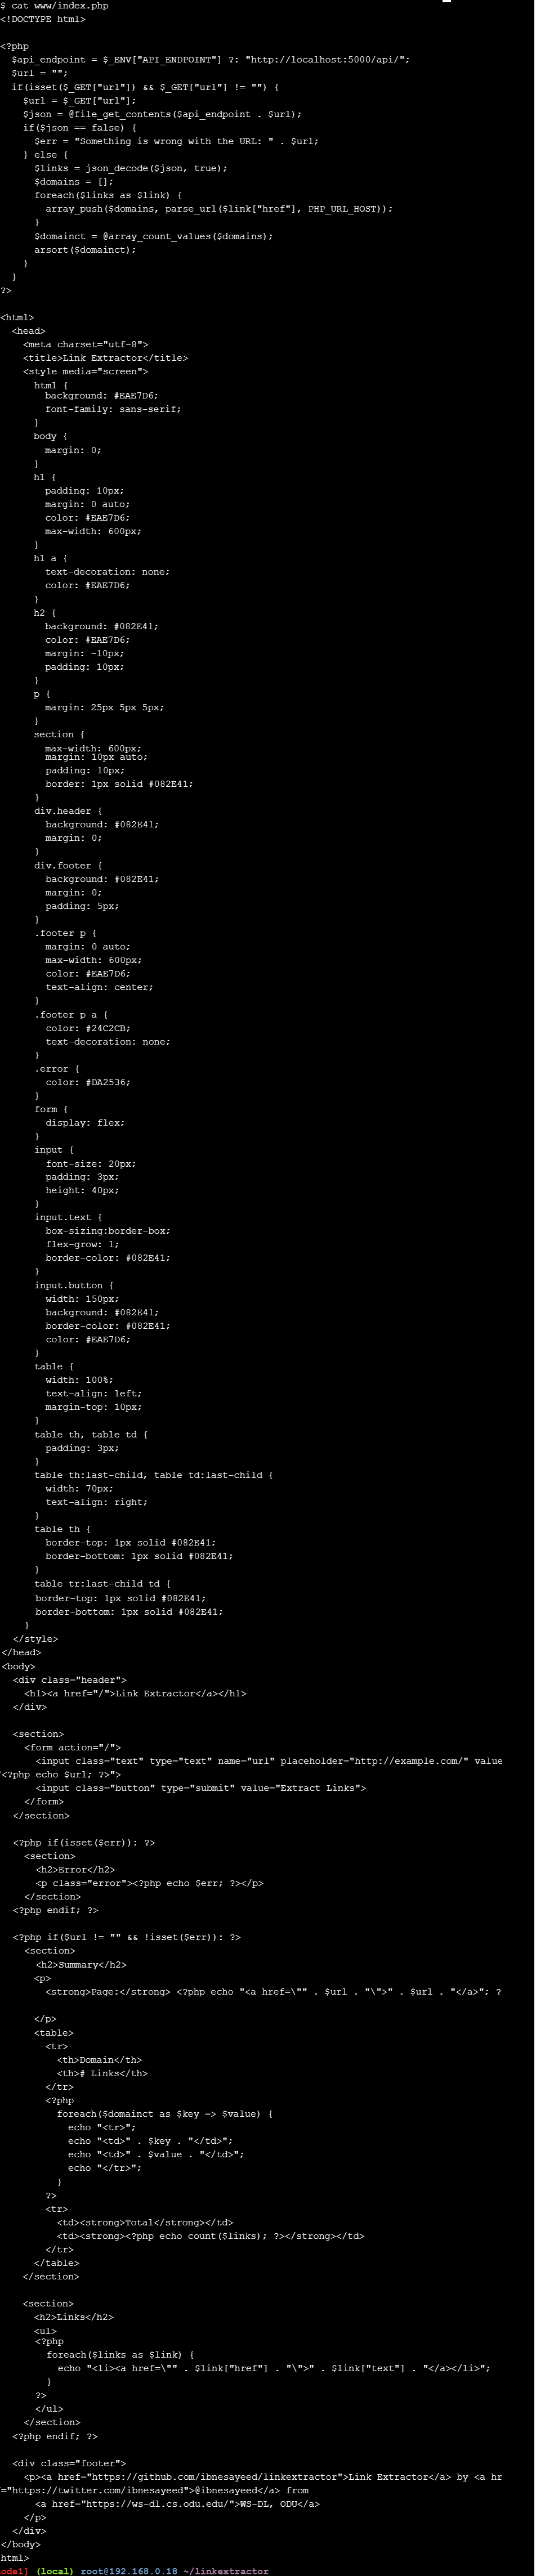 $ cat www/index.php
<!DOCTYPE html>

<?php
  $api_endpoint = $_ENV["API_ENDPOINT"] ?: "http://localhost:5000/api/";
  $url = "";
  if(isset($_GET["url"]) && $_GET["url"] != "") {
    $url = $_GET["url"];
    $json = @file_get_contents($api_endpoint . $url);
    if($json == false) {
      $err = "Something is wrong with the URL: " . $url;
    } else {
      $links = json_decode($json, true);
      $domains = [];
      foreach($links as $link) {
        array_push($domains, parse_url($link["href"], PHP_URL_HOST));
      }
      $domainct = @array_count_values($domains);
      arsort($domainct);
    }
  }
?>

<html>
  <head>
    <meta charset="utf-8">
    <title>Link Extractor</title>
    <style media="screen">
      html {
        background: #EAE7D6;
        font-family: sans-serif;
      }
      body {
        margin: 0;
      }
      h1 {
        padding: 10px;
        margin: 0 auto;
        color: #EAE7D6;
        max-width: 600px;
      }
      h1 a {
        text-decoration: none;
        color: #EAE7D6;
      }
      h2 {
        background: #082E41;
        color: #EAE7D6;
        margin: -10px;
        padding: 10px;
      }
      p {
        margin: 25px 5px 5px;
      }
      section {
        max-width: 600px;
        margin: 10px auto;
        padding: 10px;
        border: 1px solid #082E41;
      }
      div.header {
        background: #082E41;
        margin: 0;
      }
      div.footer {
        background: #082E41;
        margin: 0;
        padding: 5px;
      }
      .footer p {
        margin: 0 auto;
        max-width: 600px;
        color: #EAE7D6;
        text-align: center;
      }
      .footer p a {
        color: #24C2CB;
        text-decoration: none;
      }
      .error {
        color: #DA2536;
      }
      form {
        display: flex;
      }
      input {
        font-size: 20px;
        padding: 3px;
        height: 40px;
      }
      input.text {
        box-sizing:border-box;
        flex-grow: 1;
        border-color: #082E41;
      }
      input.button {
        width: 150px;
        background: #082E41;
        border-color: #082E41;
        color: #EAE7D6;
      }
      table {
        width: 100%;
        text-align: left;
        margin-top: 10px;
      }
      table th, table td {
        padding: 3px;
      }
      table th:last-child, table td:last-child {
        width: 70px;
        text-align: right;
      }
      table th {
        border-top: 1px solid #082E41;
        border-bottom: 1px solid #082E41;
      }
      table tr:last-child td {
      border-top: 1px solid #082E41;
      border-bottom: 1px solid #082E41;
    }
  </style>
</head>
<body>
  <div class="header">
    <h1><a href="/">Link Extractor</a></h1>
  </div>

  <section>
    <form action="/">
      <input class="text" type="text" name="url" placeholder="http://example.com/" value
<?php echo $url; ?>">
      <input class="button" type="submit" value="Extract Links">
    </form>
  </section>

  <?php if(isset($err)): ?>
    <section>
      <h2>Error</h2>
      <p class="error"><?php echo $err; ?></p>
    </section>
  <?php endif; ?>

  <?php if($url != "" && !isset($err)): ?>
    <section>
      <h2>Summary</h2>
      <p>
        <strong>Page:</strong> <?php echo "<a href=\"" . $url . "\">" . $url . "</a>"; ?

      </p>
      <table>
        <tr>
          <th>Domain</th>
          <th># Links</th>
        </tr>
        <?php
          foreach($domainct as $key => $value) {
            echo "<tr>";
            echo "<td>" . $key . "</td>";
            echo "<td>" . $value . "</td>";
            echo "</tr>";
          }
        ?>
        <tr>
          <td><strong>Total</strong></td>
          <td><strong><?php echo count($links); ?></strong></td>
        </tr>
      </table>
    </section>

    <section>
      <h2>Links</h2>
      <ul>
      <?php
        foreach($links as $link) {
          echo "<li><a href=\"" . $link["href"] . "\">" . $link["text"] . "</a></li>";
        }
      ?>
      </ul>
    </section>
  <?php endif; ?>

  <div class="footer">
    <p><a href="https://github.com/ibnesayeed/linkextractor">Link Extractor</a> by <a hr
="https://twitter.com/ibnesayeed">@ibnesayeed</a> from
      <a href="https://ws-dl.cs.odu.edu/">WS-DL, ODU</a>
    </p>
  </div>
</body>
html>
ode1] (local) root@192.168.0.18 ~/linkextractor